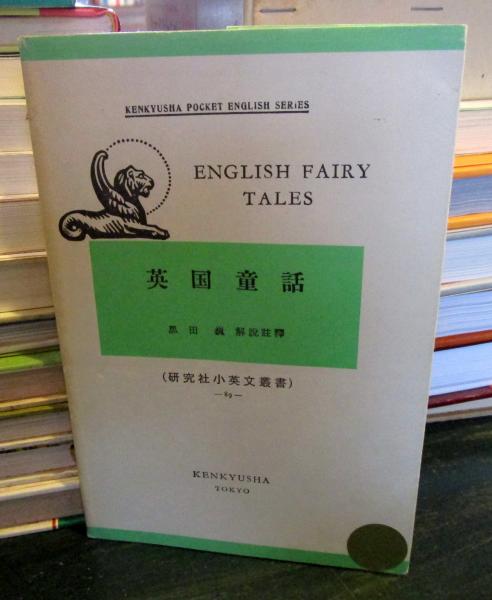 KENKYUSHA POCKET ENGLISH SERIES
ENGLISH FAIRY
TALES
英国童話
黒田巍 解説註釋
(研究社小英文叢書)
—89—
KENKYUSHA
TOKYO